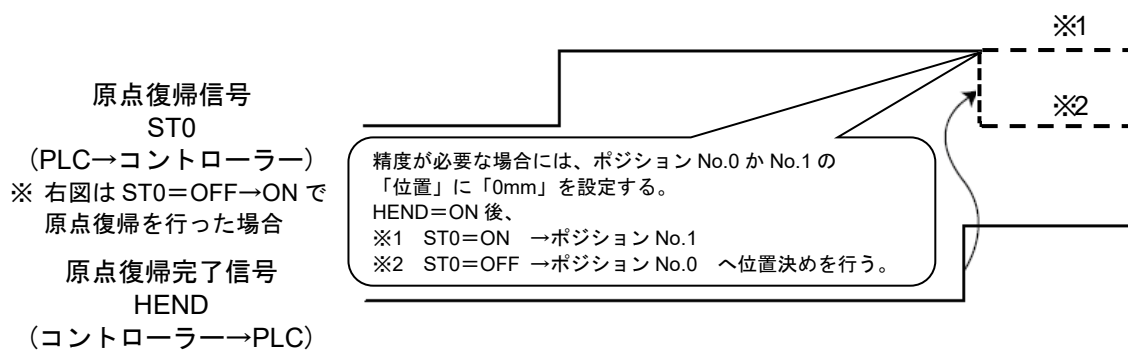 ※1
原点復帰信号
ST0
（PLC→コントローラー）
※ 右図は ST0＝OFF→ON で
原点復帰を行った場合
※2
精度が必要な場合には、ポジション No.0 か No.1 の
「位置」に「0mm」を設定する。
HEND＝ON 後、
※1　ST0＝ON　→ポジション No.1
※2　ST0＝OFF →ポジション No.0　へ位置決めを行う。
原点復帰完了信号
HEND
（コントローラー→PLC）